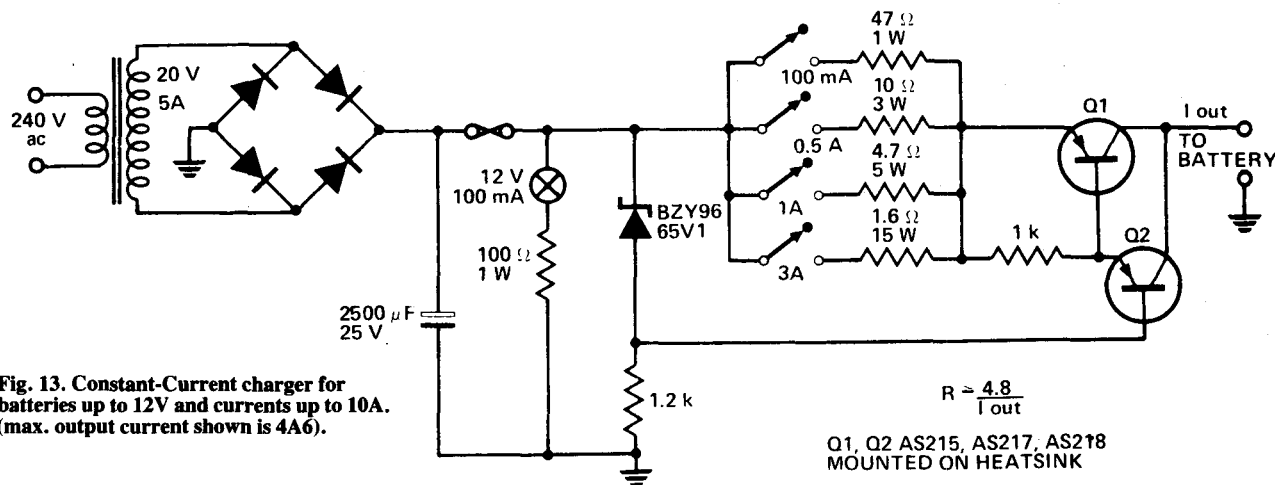 240 V
ac
20 V
5A
2500 µF
25 V
12 V
100 mA
100 Ω
1 W
BZY96
65V1
1.2 k
47 Ω
1 W
100 mA
10 Ω
3 W
0.5 A
4.7 Ω
5 W
1A
1.6 Ω
15 W
3A
1 k
Q1
Q2
I out
TO
BATTERY
R = 4.8
I out
Q1, Q2 AS215, AS217, AS218
MOUNTED ON HEATSINK
Fig. 13. Constant-Current charger for
batteries up to 12V and currents up to 10A.
(max. output current shown is 4A6).